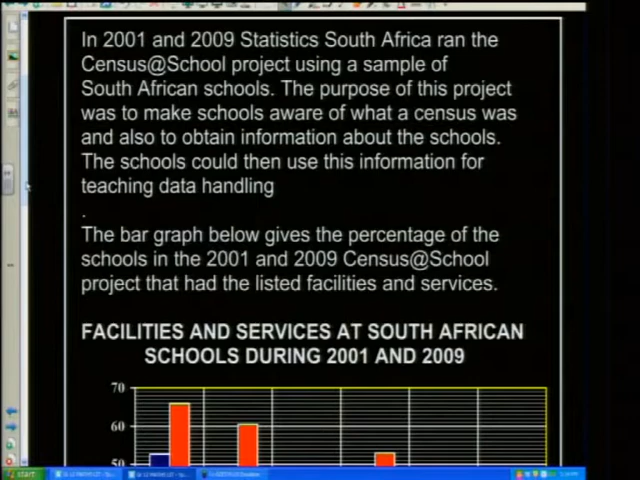 In 2001 and 2009 Statistics South Africa ran the
Census@School project using a sample of
South African schools. The purpose of this project
was to make schools aware of what a census was
and also to obtain information about the schools.
The schools could then use this information for
teaching data handling
.
The bar graph below gives the percentage of the
schools in the 2001 and 2009 Census@School
project that had the listed facilities and services.
FACILITIES AND SERVICES AT SOUTH AFRICAN
SCHOOLS DURING 2001 AND 2009
70
60
50
start